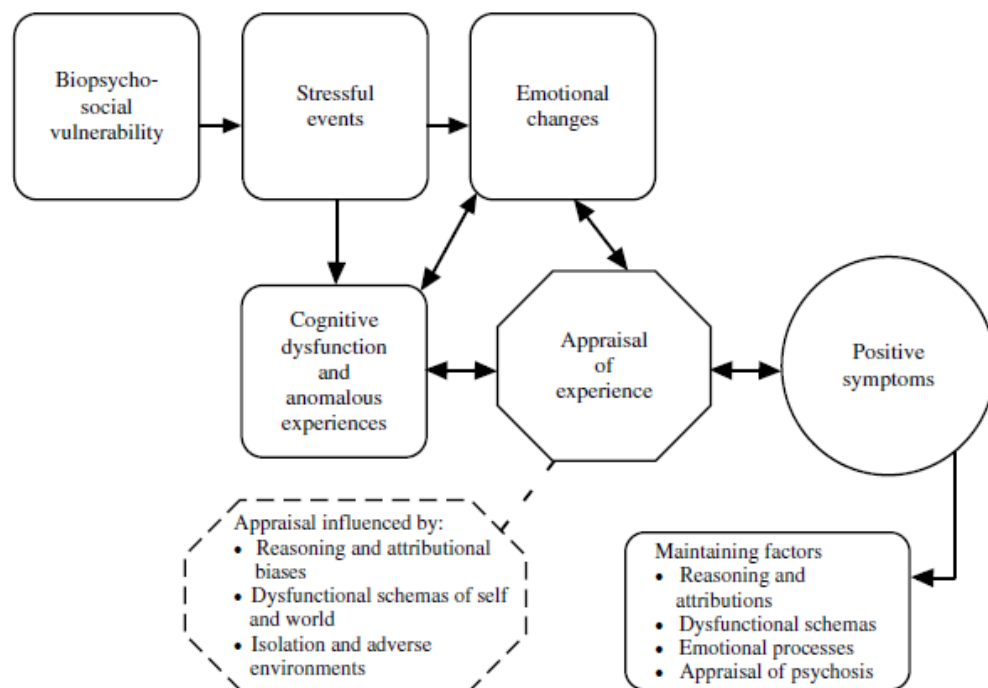 Biopsycho-
social
vulnerability
Stressful
events
Emotional
changes
Cognitive
dysfunction
and
anomalous
experiences
Appraisal
of
experience
Positive
symptoms
Appraisal influenced by:
• Reasoning and attributional
biases
• Dysfunctional schemas of self
and world
• Isolation and adverse
environments
Maintaining factors
• Reasoning and
attributions
• Dysfunctional schemas
• Emotional processes
• Appraisal of psychosis